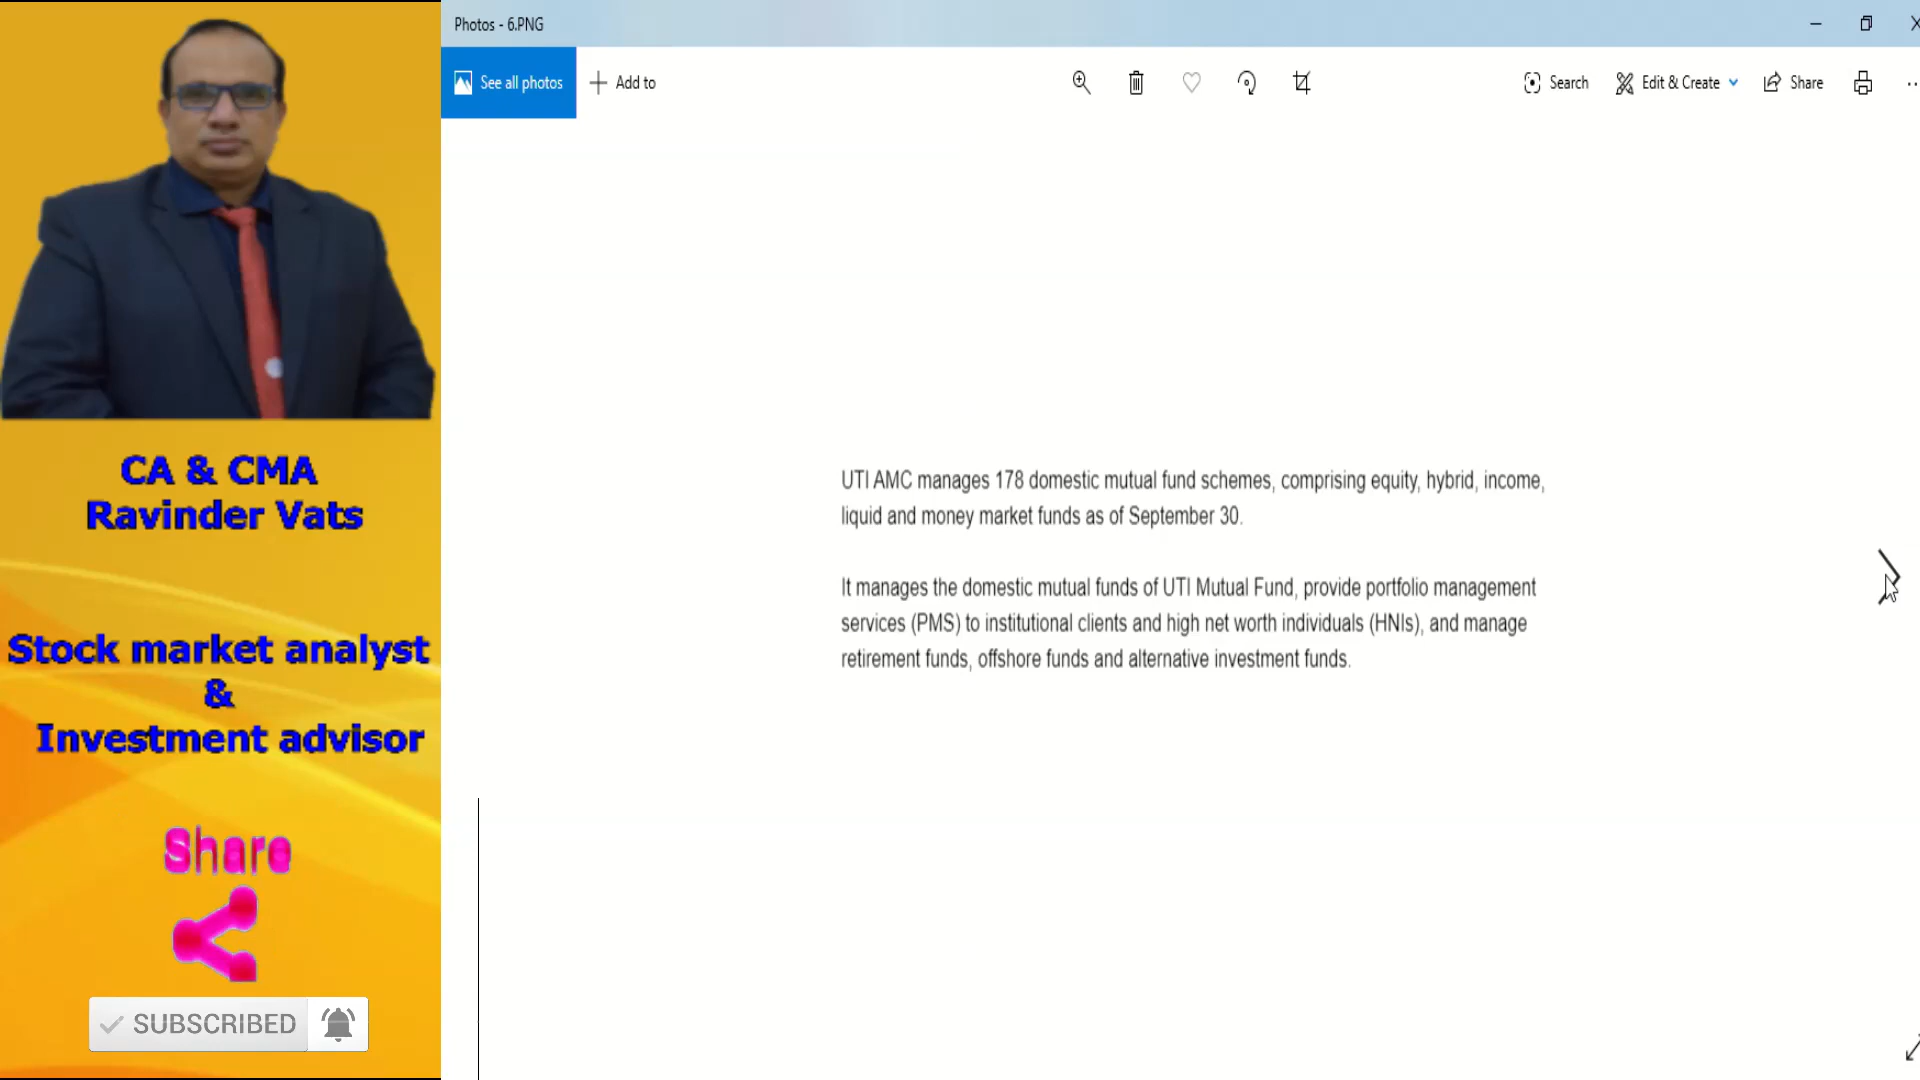 CA & CMA
Ravinder Vats
Stock market analyst
&
Investment advisor
Share
SUBSCRIBED
Photos - 6.PNG
See all photos
Add to
Search
Edit & Create
Share
UTI AMC manages 178 domestic mutual fund schemes, comprising equity, hybrid, income,
liquid and money market funds as of September 30.
It manages the domestic mutual funds of UTI Mutual Fund, provide portfolio management
services (PMS) to institutional clients and high net worth individuals (HNIs), and manage
retirement funds, offshore funds and alternative investment funds.